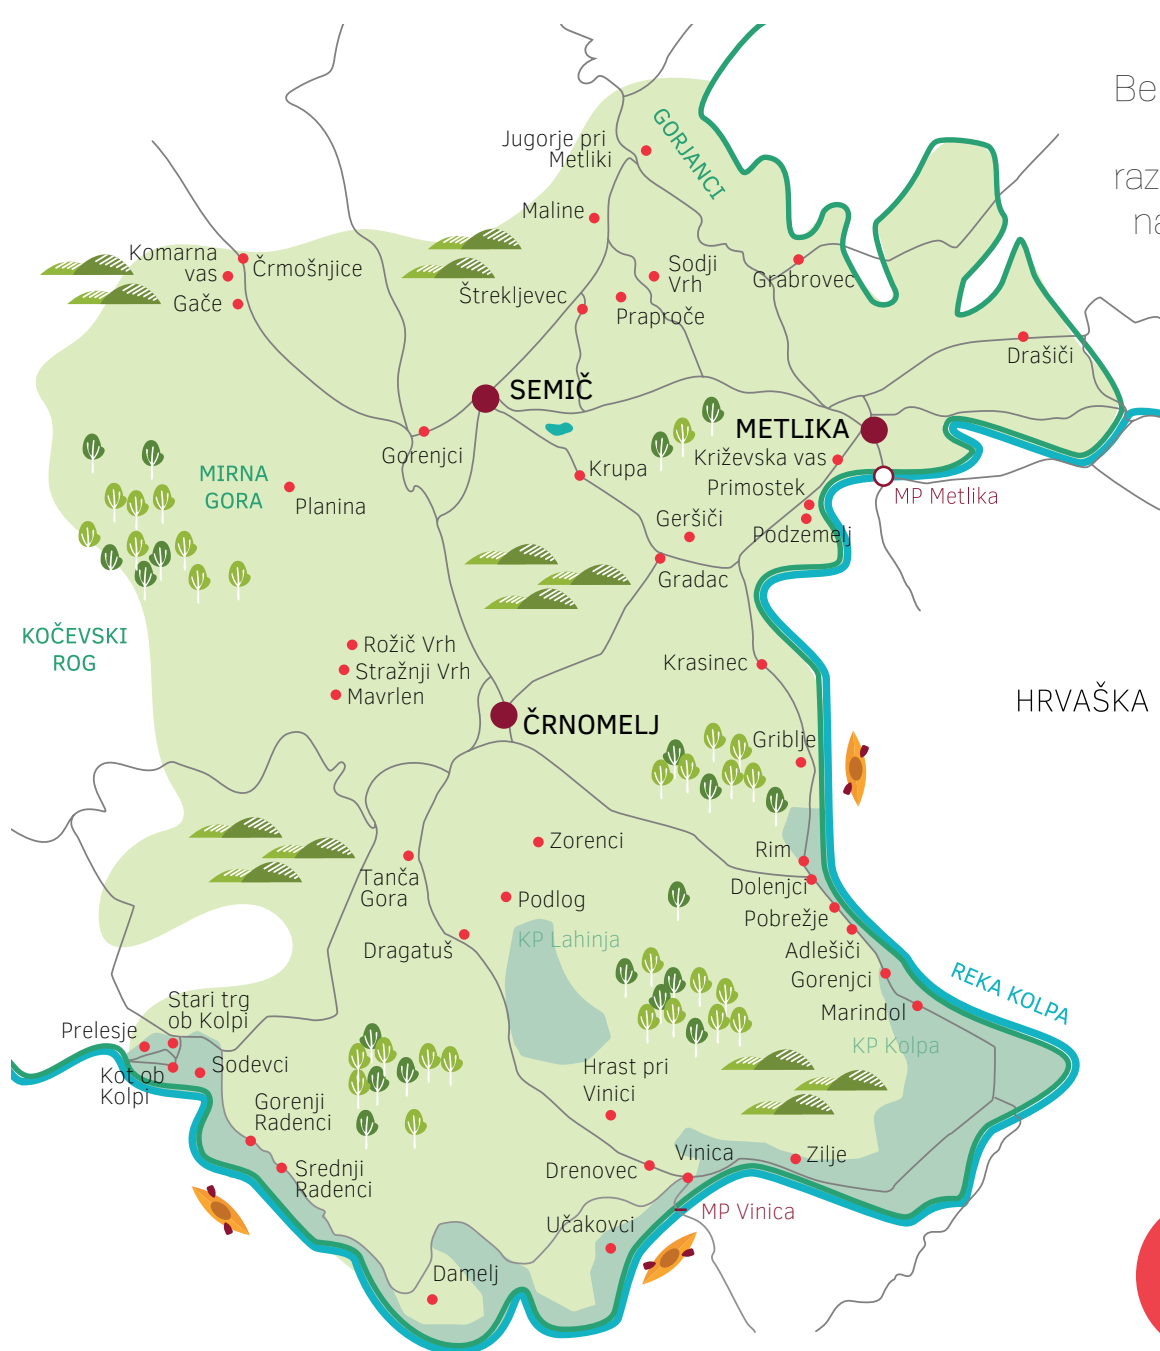 Be
raz
na
Jugorje pri
Metliki
GORJANCI
Maline
Komarna
vas
Črmošnjice
Gače
Sodji
Vrh
Grabrovec
Štrekljevec
Praproče
Drašiči
SEMIČ
METLIKA
Gorenjci
Krupa
Križevska vas
MIRNA
GORA
Planina
Primostek
MP Metlika
Geršiči
Podzemelj
Gradac
KOČEVSKI
ROG
Rožič Vrh
Stražnji Vrh
Mavrlen
Krasinec
HRVAŠKA
ČRNOMELJ
Griblje
Zorenci
Rim
Tanča
Gora
Dolenjci
Podlog
Pobrežje
KP Lahinja
Dragatuš
Adlešiči
Gorenjci
REKA KOLPA
Stari trg
ob Kolpi
Marindol
Prelesje
KP Kolpa
Sodevci
Kot ob
Kolpi
Hrast pri
Vinici
Gorenji
Radenci
Vinica
Zilje
Drenovec
Srednji
Radenci
MP Vinica
Učakovci
Damelj